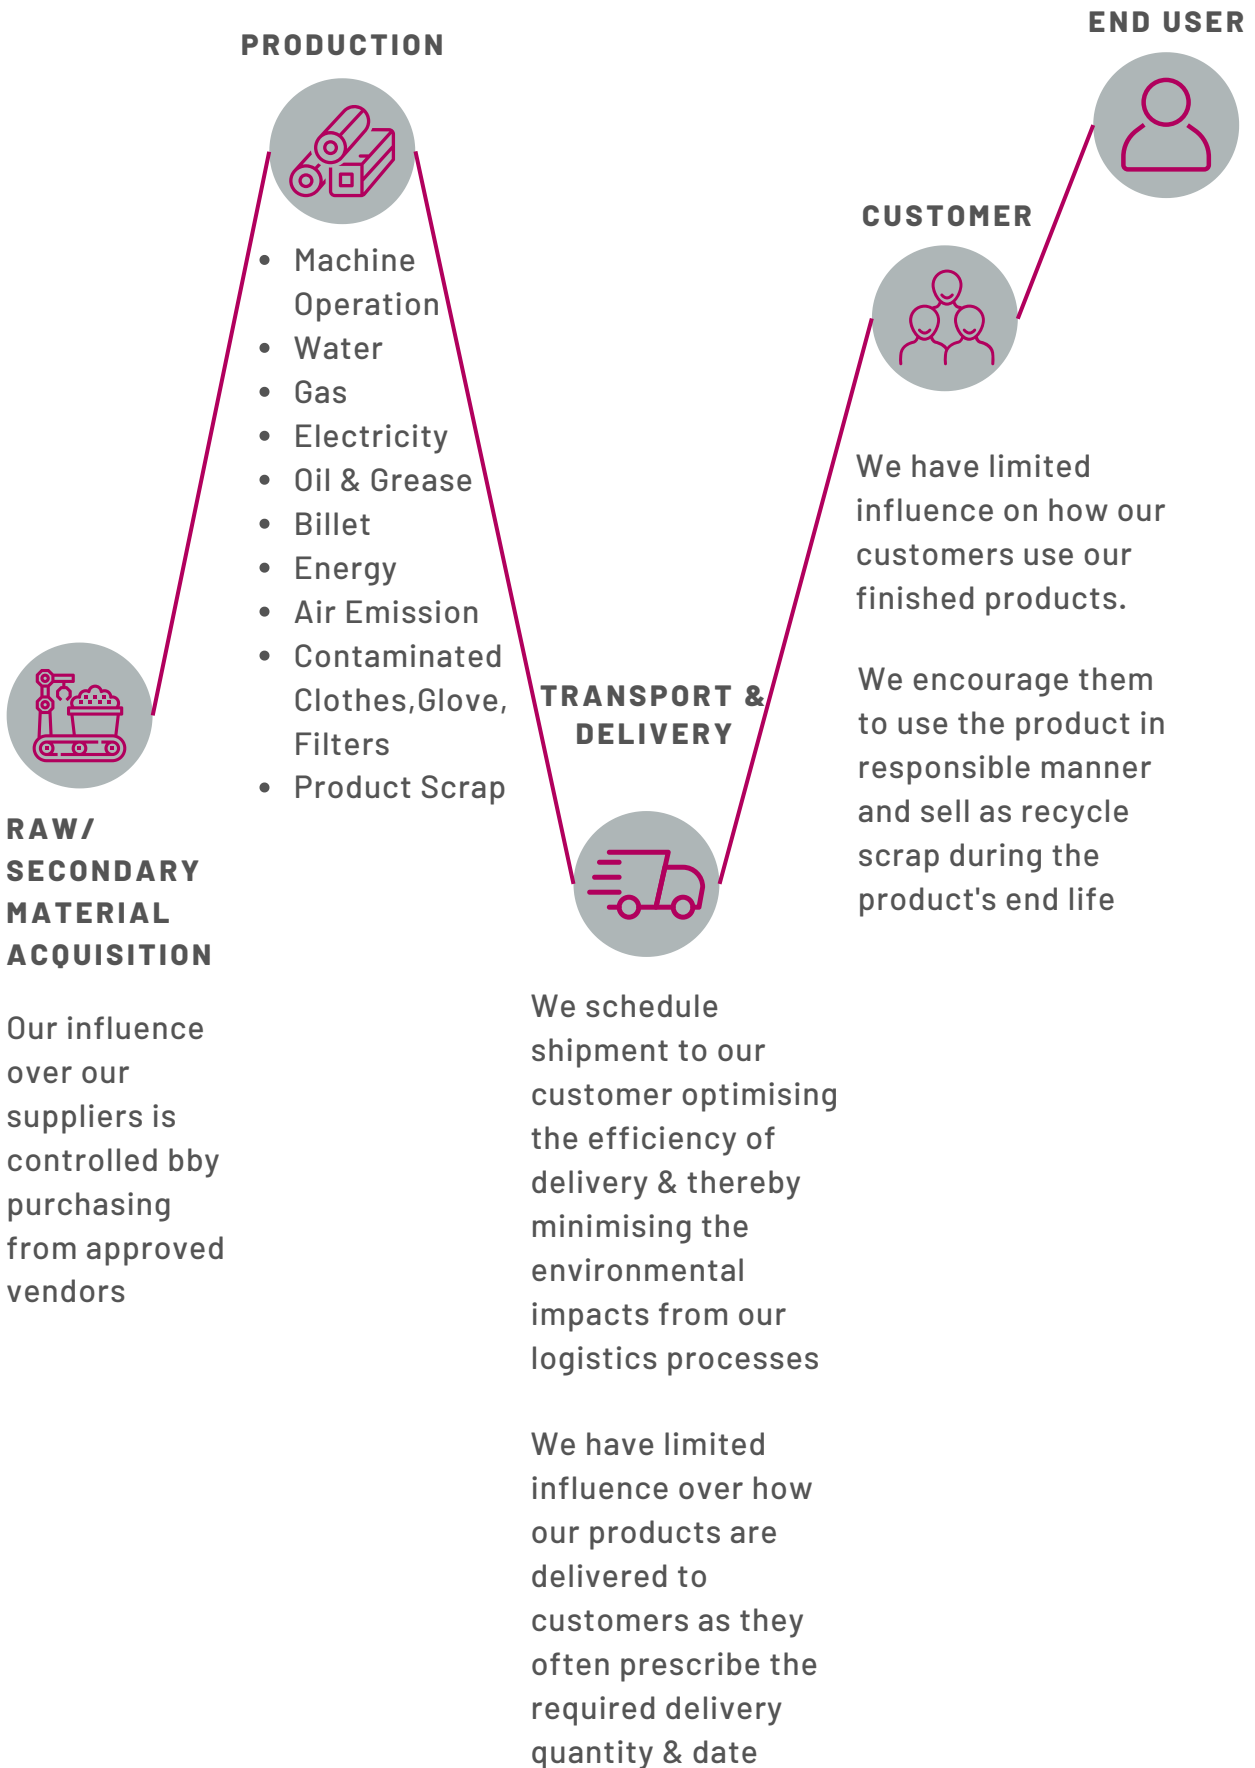 RAW/
SECONDARY
MATERIAL
ACQUISITION
Our influence
over our
suppliers is
controlled bby
purchasing
from approved
vendors
PRODUCTION
• Machine
Operation
• Water
• Gas
• Electricity
• Oil & Grease
• Billet
• Energy
• Air Emission
• Contaminated
Clothes,Glove,
Filters
• Product Scrap
TRANSPORT &
DELIVERY
We schedule
shipment to our
customer optimising
the efficiency of
delivery & thereby
minimising the
environmental
impacts from our
logistics processes
We have limited
influence over how
our products are
delivered to
customers as they
often prescribe the
required delivery
quantity & date
CUSTOMER
We have limited
influence on how our
customers use our
finished products.
We encourage them
to use the product in
responsible manner
and sell as recycle
scrap during the
product's end life
END USER